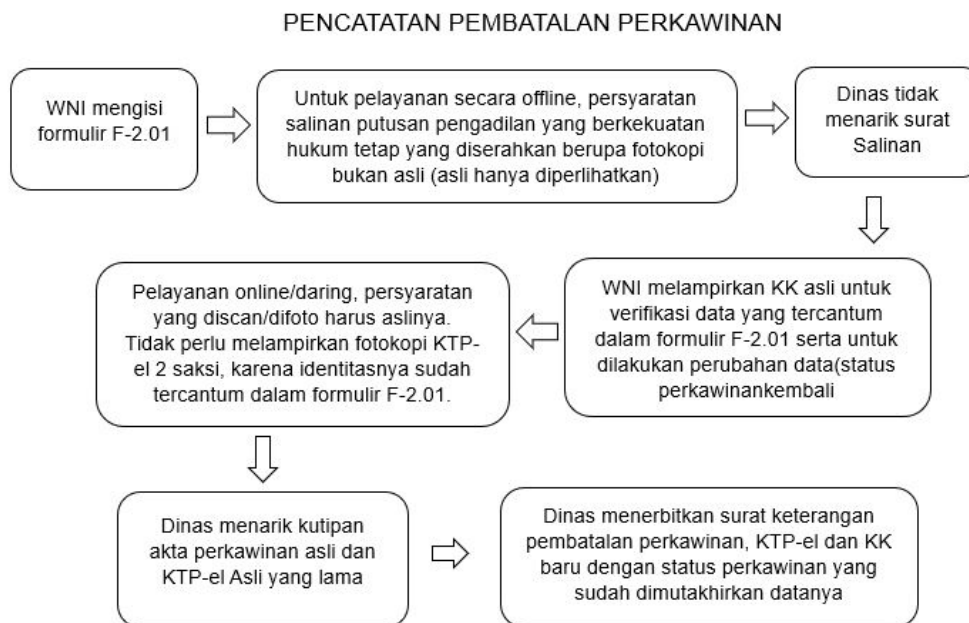 PENCATATAN PEMBATALAN PERKAWINAN
WNI mengisi
formulir F-2.01
Untuk pelayanan secara offline, persyaratan
salinan putusan pengadilan yang berkekuatan
hukum tetap yang diserahkan berupa fotokopi
bukan asli (asli hanya diperlihatkan)
Dinas tidak
menarik surat
Salinan
WNI melampirkan KK asli untuk
verifikasi data yang tercantum
dalam formulir F-2.01 serta untuk
dilakukan perubahan data(status
perkawinankembali
Pelayanan online/daring, persyaratan
yang discan/difoto harus aslinya.
Tidak perlu melampirkan fotokopi KTP-
el 2 saksi, karena identitasnya sudah
tercantum dalam formulir F-2.01.
Dinas menarik kutipan
akta perkawinan asli dan
KTP-el Asli yang lama
Dinas menerbitkan surat keterangan
pembatalan perkawinan, KTP-el dan KK
baru dengan status perkawinan yang
sudah dimutakhirkan datanya